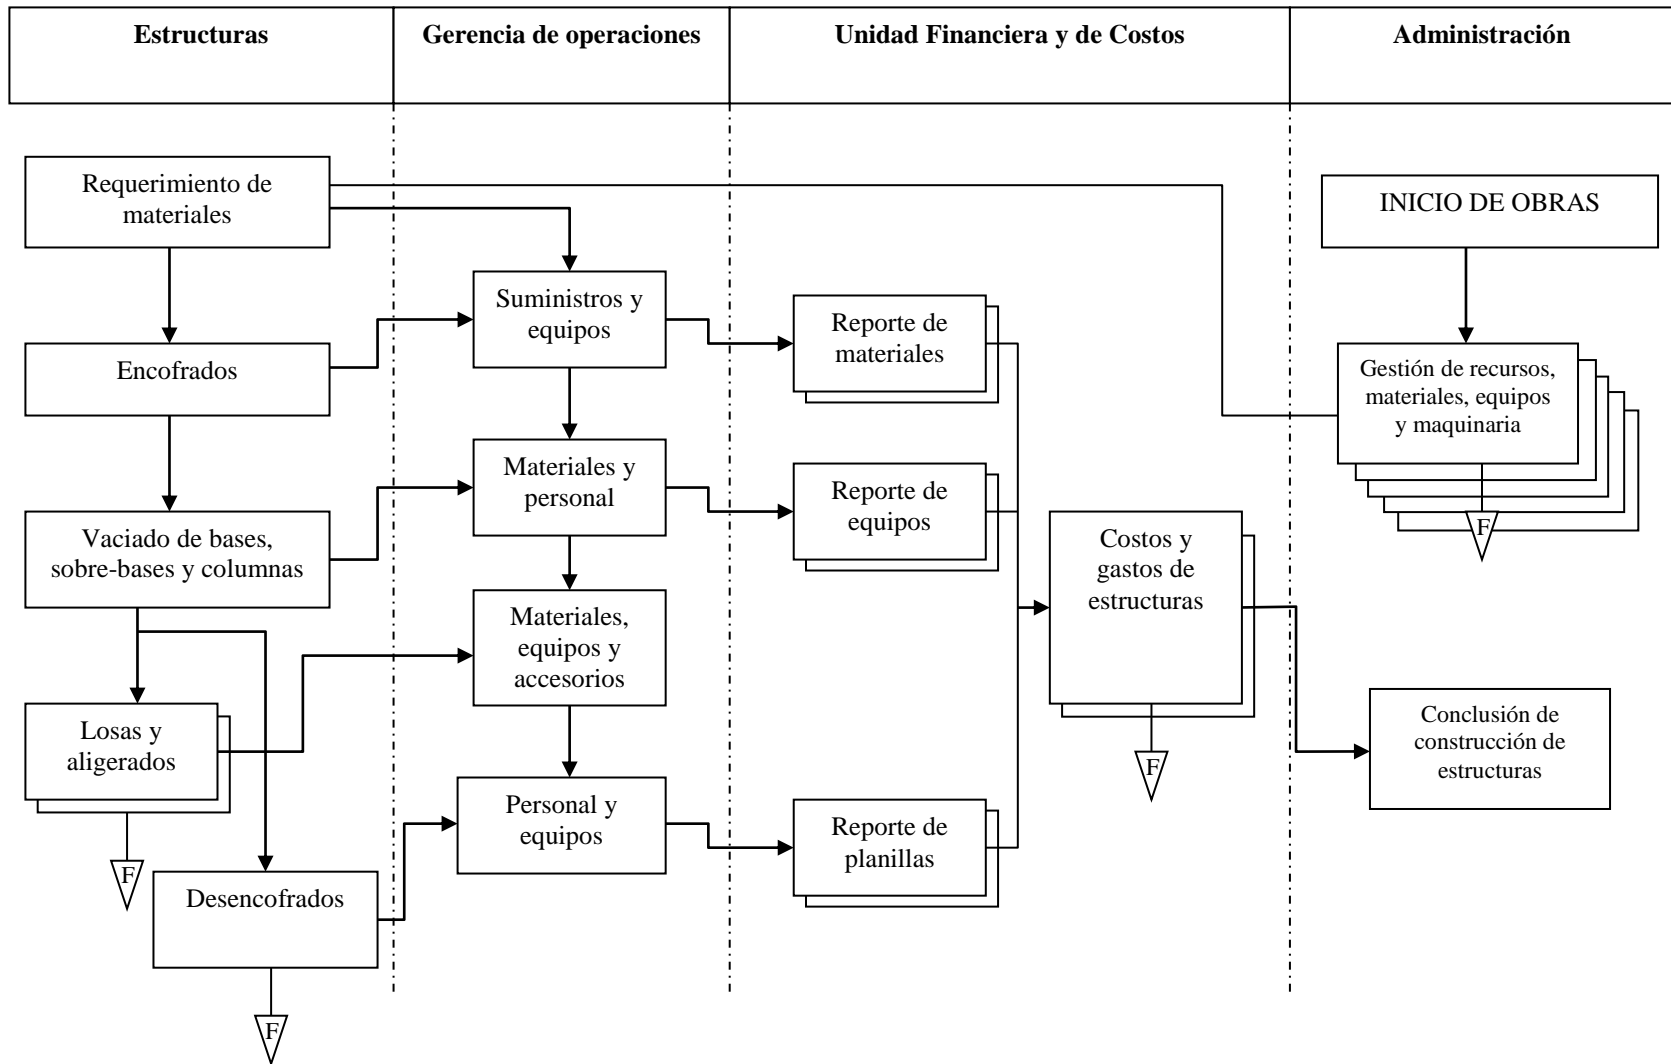 Estructuras
Gerencia de operaciones
Unidad Financiera y de Costos
Administración
Requerimiento de
materiales
INICIO DE OBRAS
Suministros y
equipos
Reporte de
materiales
Encofrados
Gestión de recursos,
materiales, equipos
y maquinaria
F
Materiales y
personal
Reporte de
equipos
Vaciado de bases,
sobre-bases y columnas
Costos y
gastos de
estructuras
F
Materiales,
equipos y
accesorios
Losas y
aligerados
F
Conclusión de
construcción de
estructuras
Personal y
equipos
Reporte de
planillas
Desencofrados
F